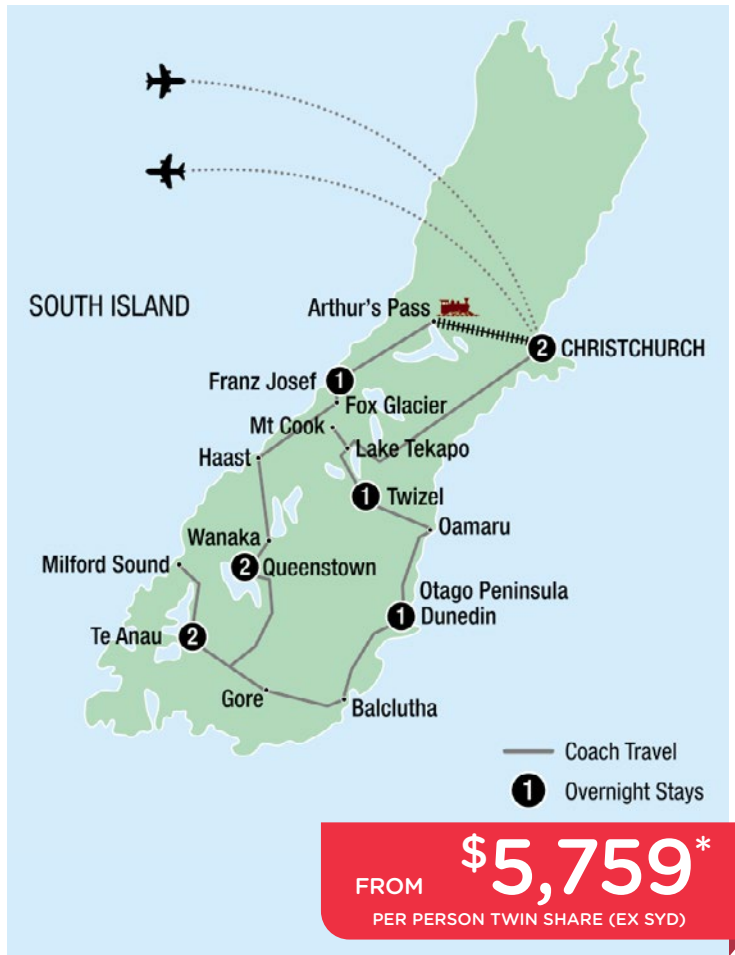 SOUTH ISLAND
Arthur's Pass
2 CHRISTCHURCH
Franz Josef 1
Fox Glacier
Mt Cook
Lake Tekapo
Haast
1 Twizel
Oamaru
Wanaka
Milford Sound
2 Queenstown
Otago Peninsula
1 Dunedin
Te Anau 2
Gore
Balclutha
Coach Travel
1 Overnight Stays
FROM $5,759*
PER PERSON TWIN SHARE (EX SYD)